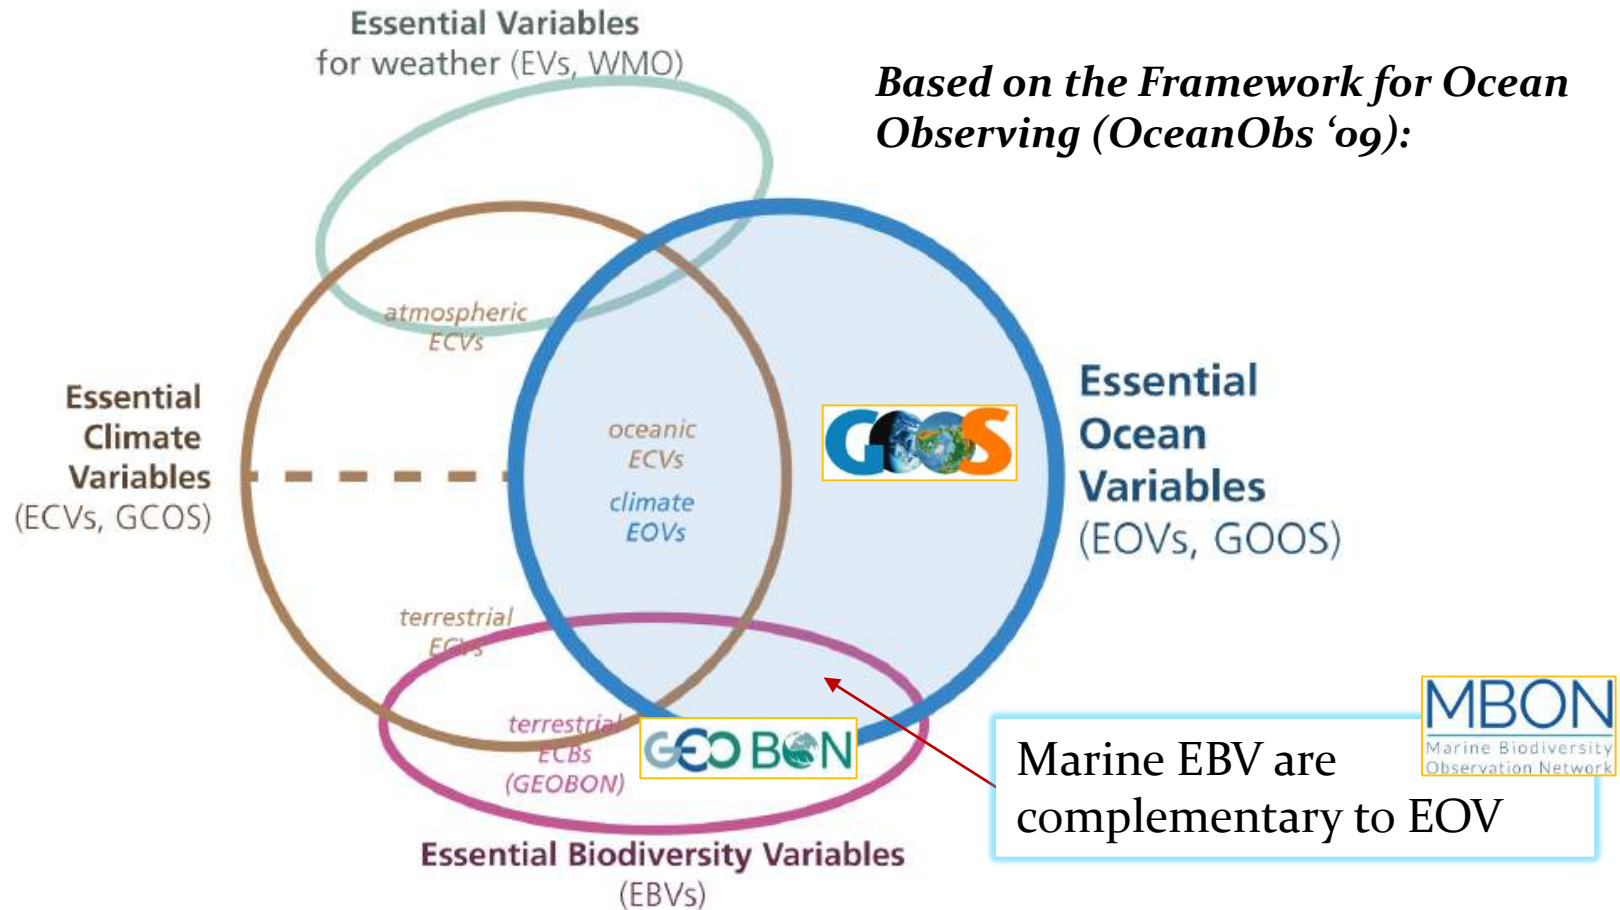 Essential Variables
for weather (EVs, WMO)
Based on the Framework for Ocean
Observing (OceanObs ‘09):
atmospheric
ECVs
Essential
Climate
Variables
(ECVs, GCOS)
oceanic
ECVs
climate
EOVs
GOOS
Essential
Ocean
Variables
(EOVs, GOOS)
terrestrial
ECVs
terrestrial
ECBs
(GEOBON)
GEO BON
MBON
Marine Biodiversity
Observation Network
Marine EBV are
complementary to EOV
Essential Biodiversity Variables
(EBVs)